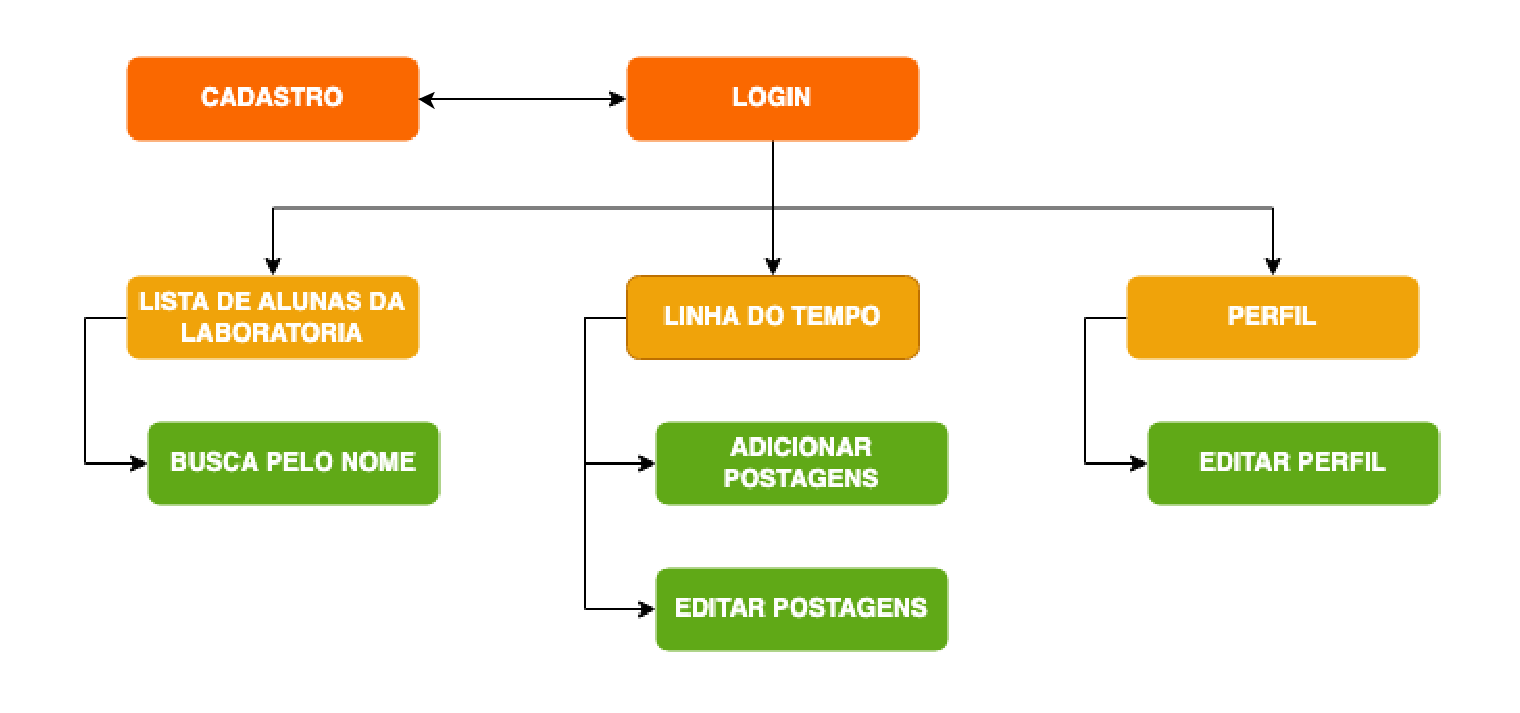 CADASTRO
LOGIN
LISTA DE ALUNAS DA
LABORATORIA
LINHA DO TEMPO
PERFIL
BUSCA PELO NOME
ADICIONAR
POSTAGENS
EDITAR PERFIL
EDITAR POSTAGENS